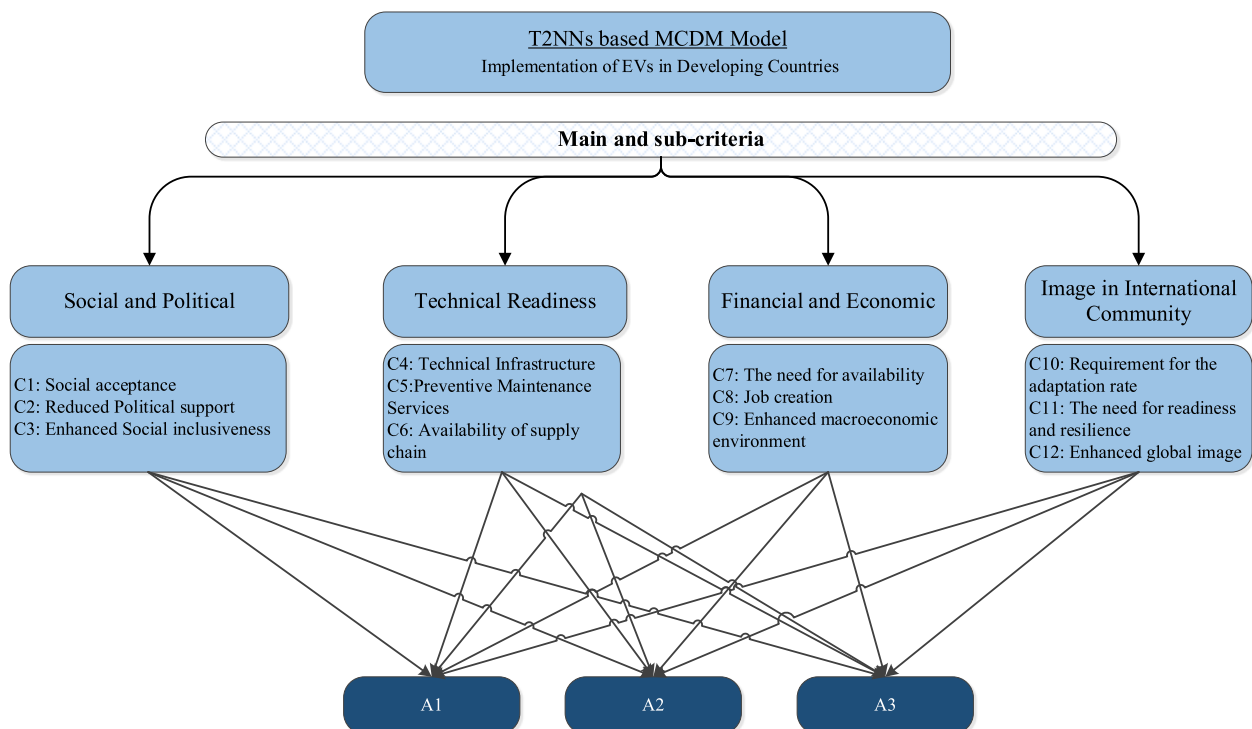 T2NNs based MCDM Model
Implementation of EVs in Developing Countries
Main and sub-criteria
Social and Political
C1: Social acceptance
C2: Reduced Political support
C3: Enhanced Social inclusiveness
Technical Readiness
C4: Technical Infrastructure
C5:Preventive Maintenance
Services
C6: Availability of supply
chain
Financial and Economic
C7: The need for availability
C8: Job creation
C9: Enhanced macroeconomic
environment
Image in International
Community
C10: Requirement for the
adaptation rate
C11: The need for readiness
and resilience
C12: Enhanced global image
A1
A2
A3